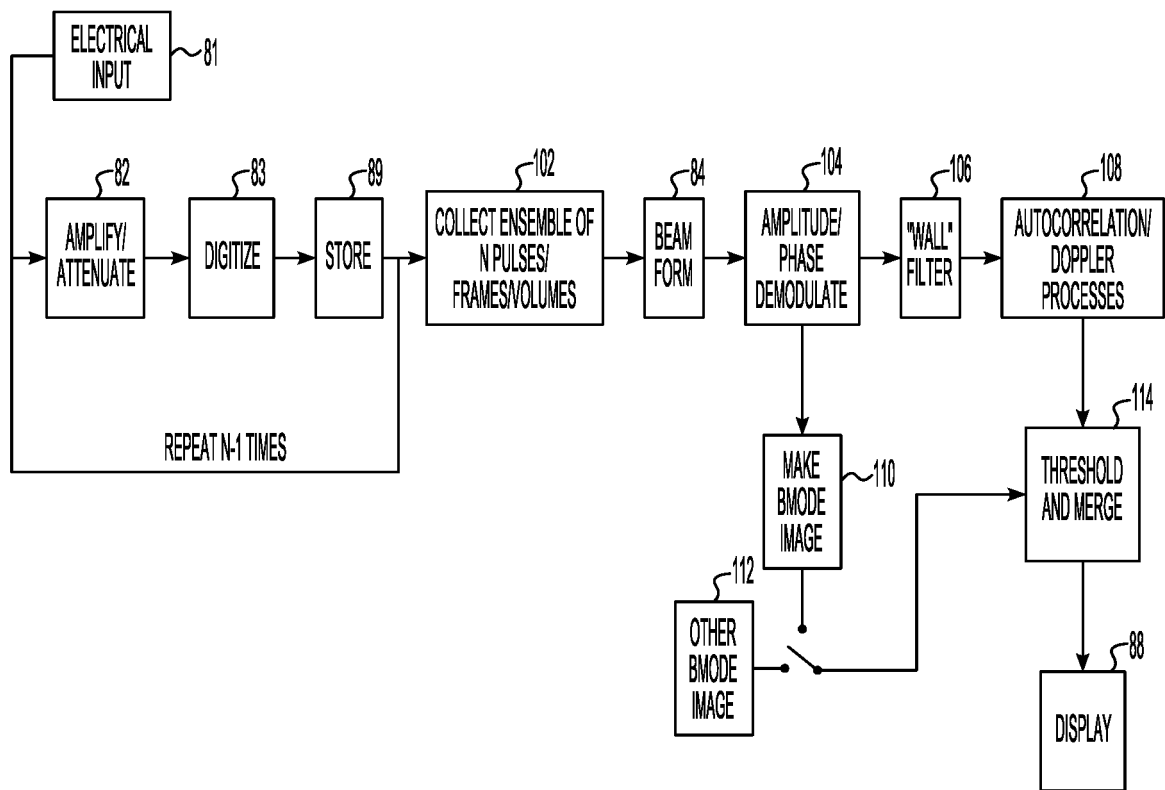 ELECTRICAL
INPUT
81
82
83
89
102
84
104
106
108
AMPLIFY/
ATTENUATE
DIGITIZE
STORE
COLLECT ENSEMBLE OF
N PULSES/
FRAMES/VOLUMES
BEAM
FORM
AMPLITUDE/
PHASE
DEMODULATE
"WALL"
FILTER
AUTOCORRELATION/
DOPPLER
PROCESSES
REPEAT N-1 TIMES
MAKE
BMODE
IMAGE
110
114
THRESHOLD
AND MERGE
112
OTHER
BMODE
IMAGE
88
DISPLAY